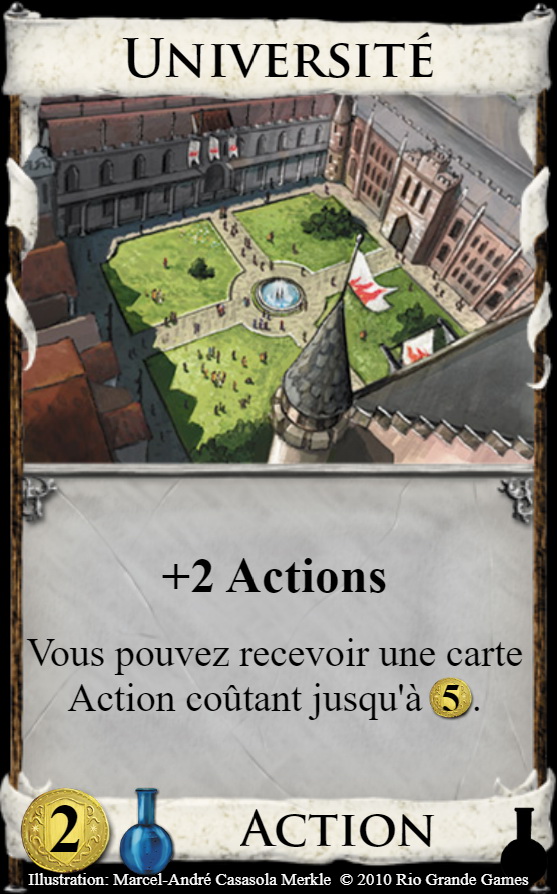 Université
+2 Actions
Vous pouvez recevoir une carte
Action coûtant jusqu'à 5.
2 Action
Illustration: Marcel-André Casasola Merkle © 2010 Rio Grande Games